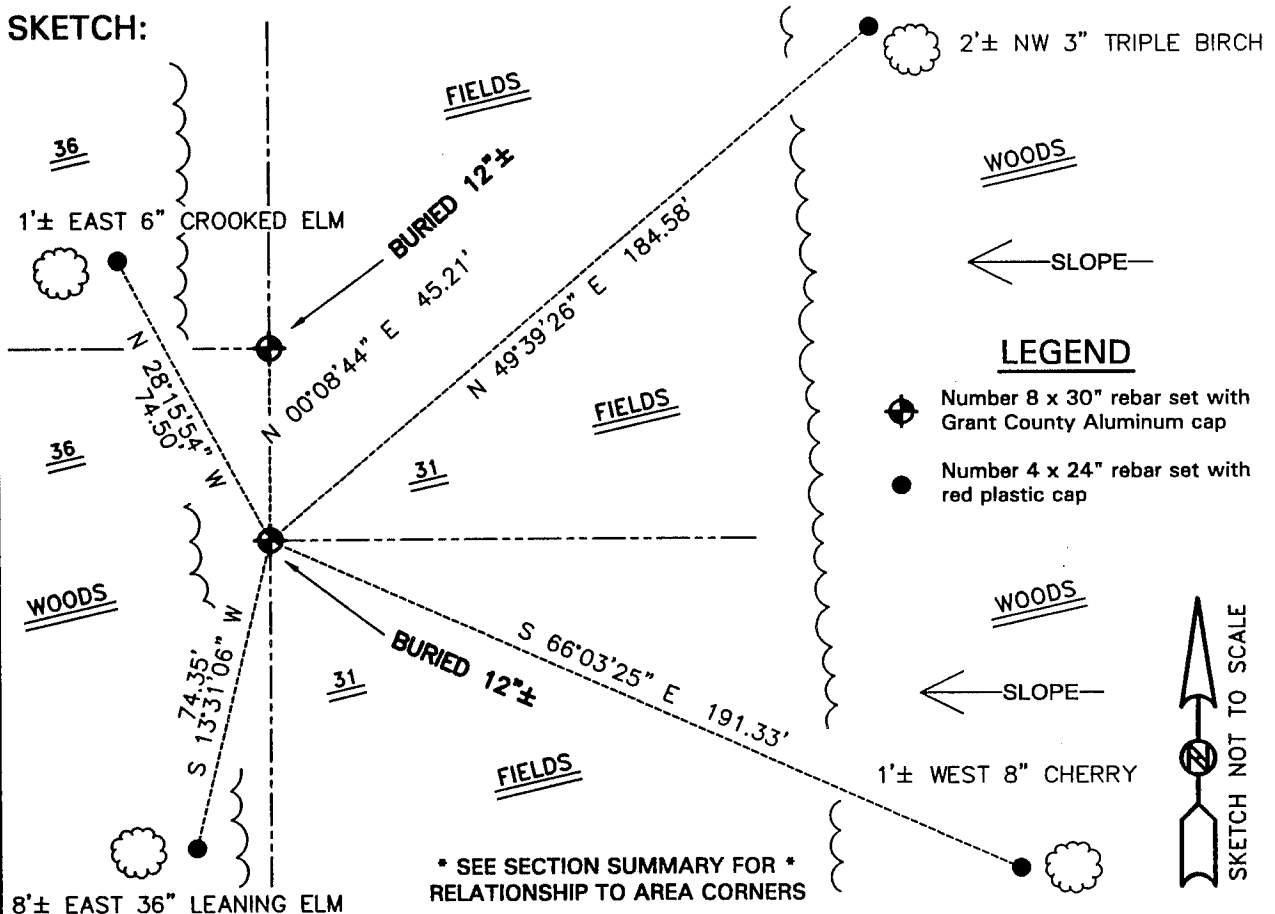 SKETCH:
2'± NW 3" TRIPLE BIRCH
FIELDS
36
WOODS
BURIED 12"±
1'± EAST 6" CROOKED ELM
SLOPE
N 00°08'44" E 45.21'
N 49°39'26" E 184.58'
N 28°15'54" W
74.50'
LEGEND
Number 8 x 30" rebar set with
Grant County Aluminum cap
Number 4 x 24" rebar set with
red plastic cap
FIELDS
36
31
WOODS
WOODS
S 66°03'25" E 191.33'
BURIED 12"±
74.35'
S 13°31'06" W
31
SLOPE
FIELDS
1'± WEST 8" CHERRY
N
SKETCH NOT TO SCALE
* SEE SECTION SUMMARY FOR *
RELATIONSHIP TO AREA CORNERS
8'± EAST 36" LEANING ELM